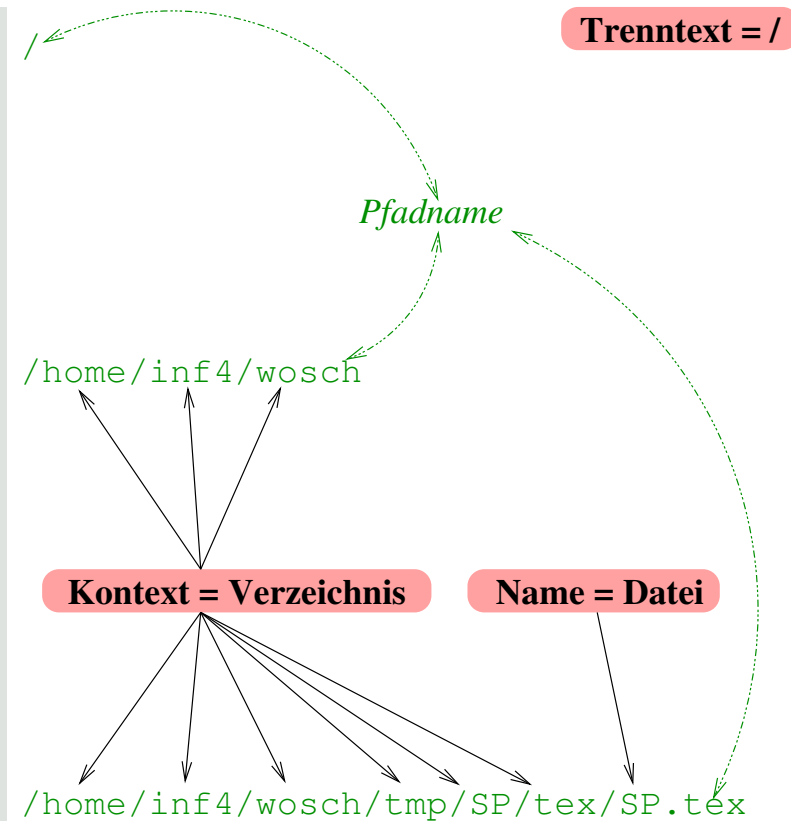 Trenntext = /
/
Pfadname
/home/inf4/wosch
Kontext = Verzeichnis
Name = Datei
/home/inf4/wosch/tmp/SP/tex/SP.tex